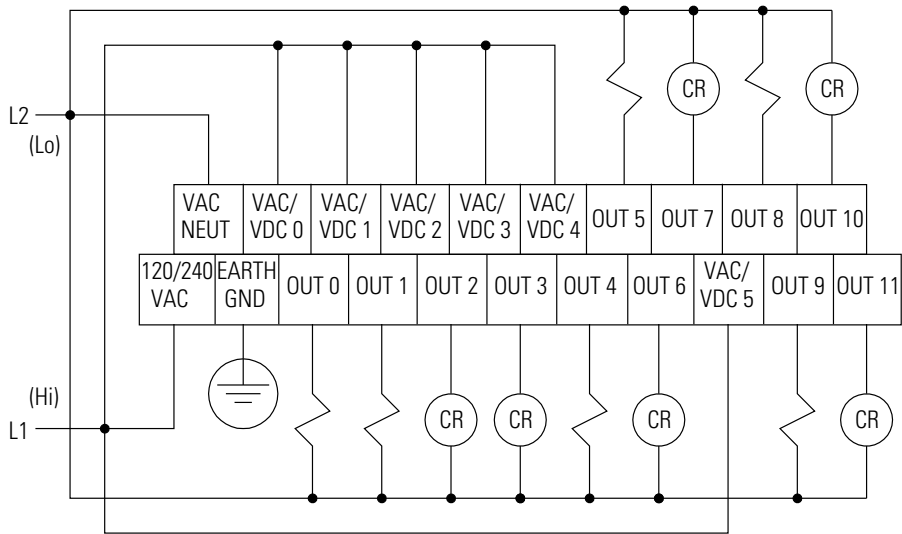 CR
CR
L2
(Lo)
VAC
NEUT
VAC/
VDC 0
VAC/
VDC 1
VAC/
VDC 2
VAC/
VDC 3
VAC/
VDC 4
OUT 5
OUT 7
OUT 8
OUT 10
120/240
VAC
EARTH
GND
OUT 0
OUT 1
OUT 2
OUT 3
OUT 4
OUT 6
VAC/
VDC 5
OUT 9
OUT 11
(Hi)
L1
CR
CR
CR
CR